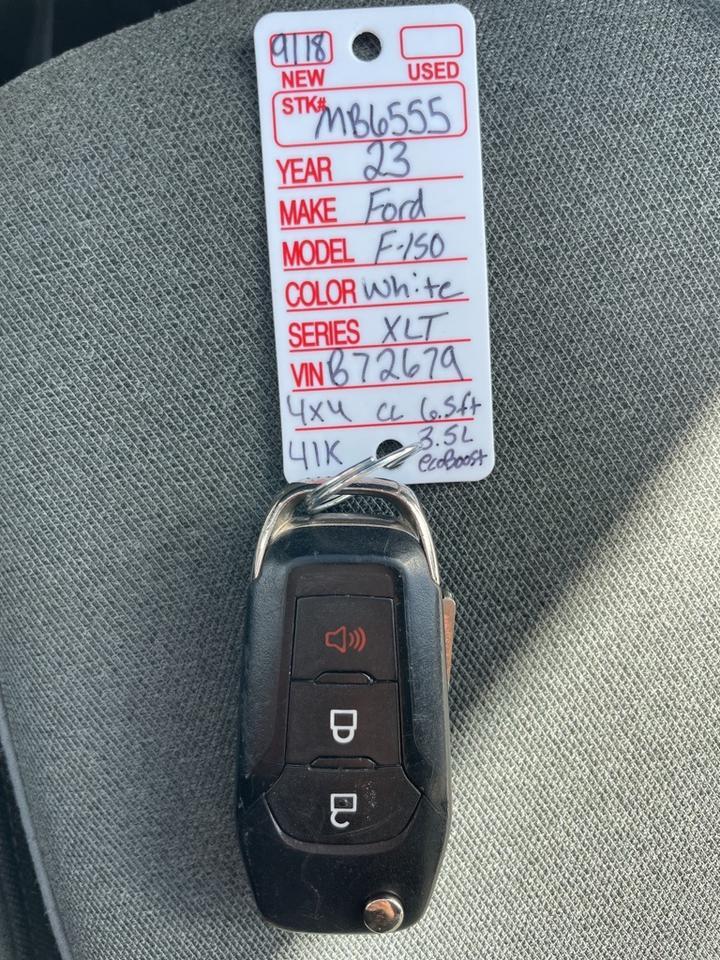 9/18
NEW USED
STK# MB6555
YEAR 23
MAKE Ford
MODEL F-150
COLOR White
SERIES XLT
VIN B72679
4x4 CC 6.5ft
41K 3.5L
ecoBoost